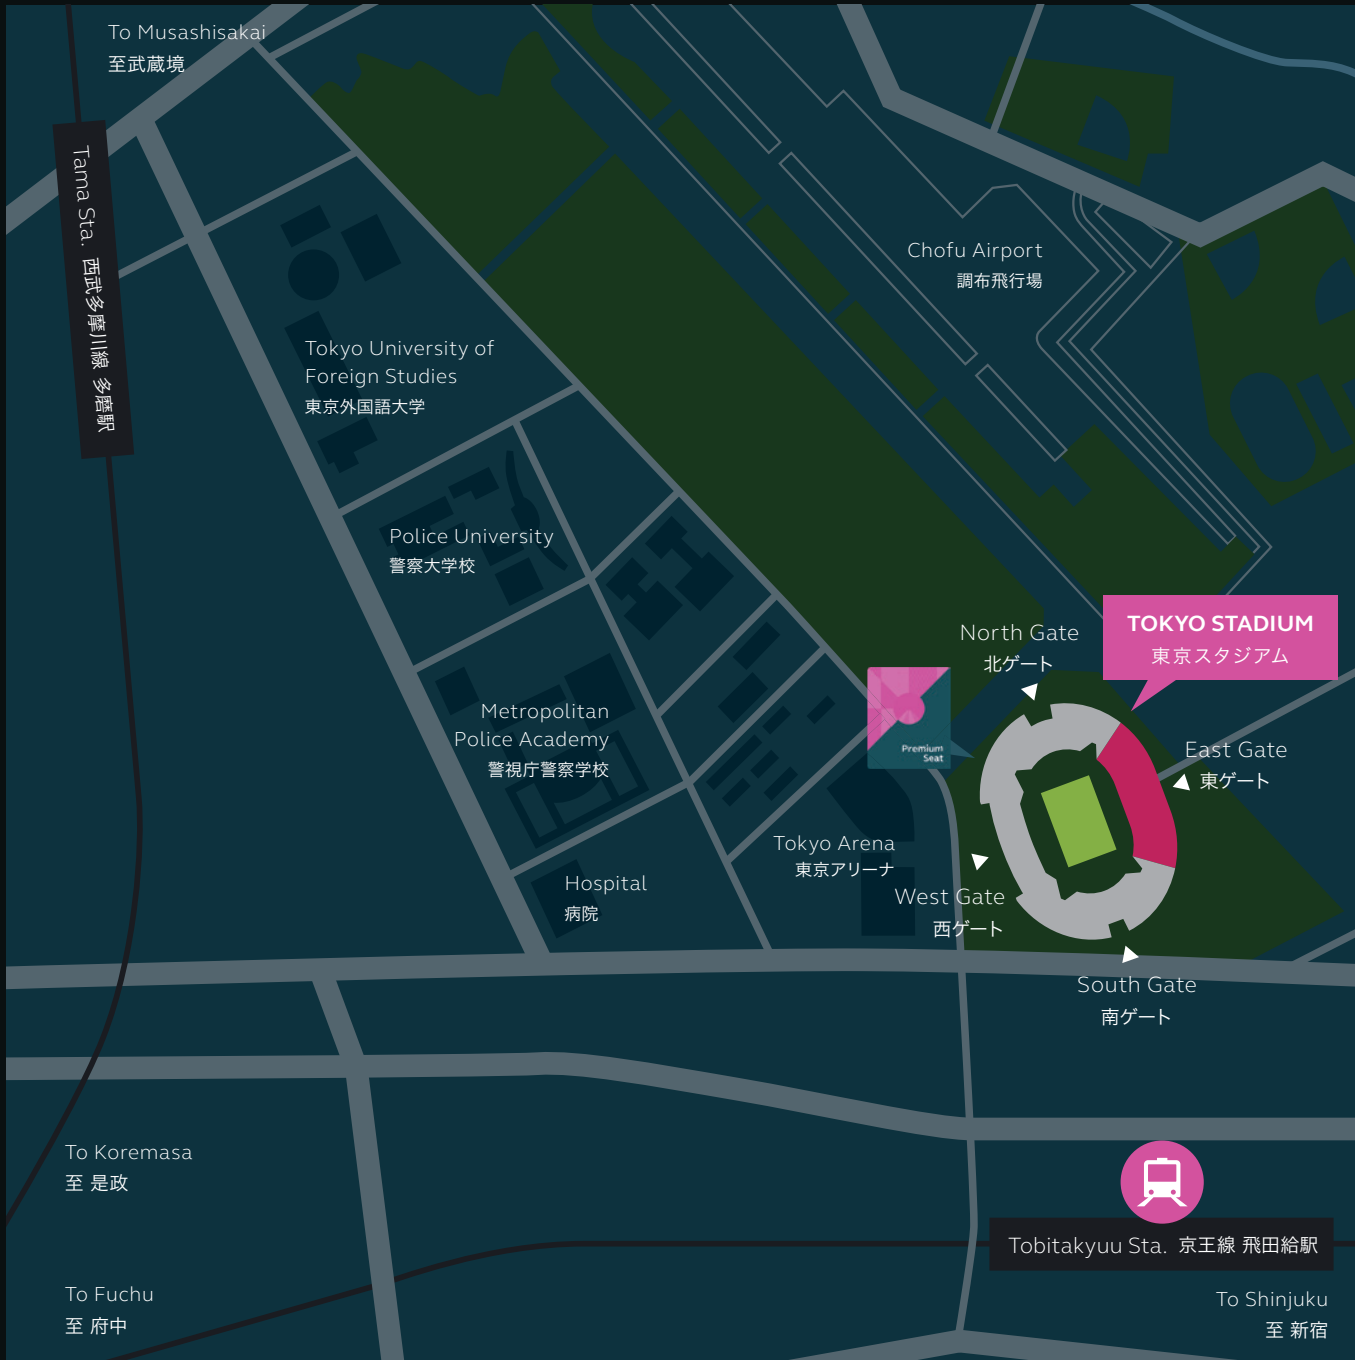 To Musashisakai
至武蔵境
Tama Sta. 西武多摩川線 多磨駅
Chofu Airport
調布飛行場
Tokyo University of
Foreign Studies
東京外国語大学
Police University
警察大学校
North Gate
北ゲート
TOKYO STADIUM
東京スタジアム
Metropolitan
Police Academy
警視庁警察学校
Premium
Seat
East Gate
東ゲート
Tokyo Arena
東京アリーナ
Hospital
病院
West Gate
西ゲート
South Gate
南ゲート
To Koremasa
至 是政
Tobitakyuu Sta. 京王線 飛田給駅
To Fuchu
至 府中
To Shinjuku
至 新宿